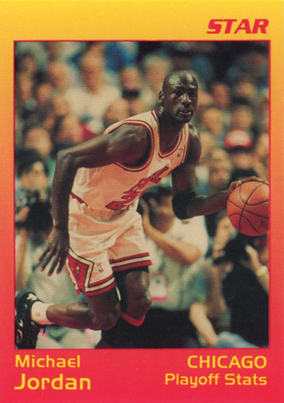 STAR
Michael
Jordan
CHICAGO
Playoff Stats